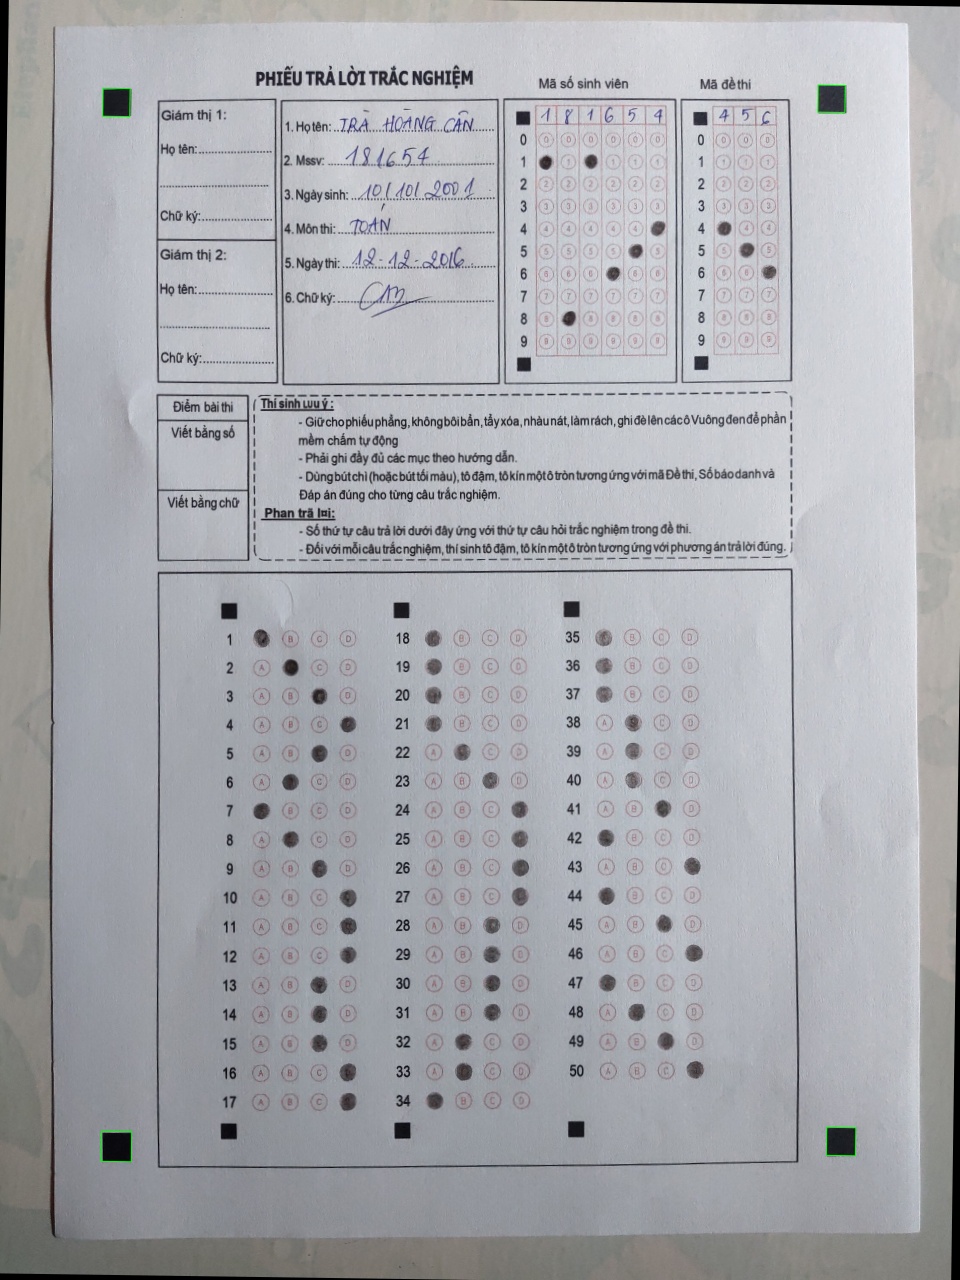 PHIẾU TRẢ LỜI TRẮC NGHIỆM
Mã số sinh viên
Mã đề thi
Giám thị 1:
Họ tên:
Chữ ký:
Giám thị 2:
Họ tên:
Chữ ký:
1. Họ tên: TRÀ HOÀNG CẦN
2. Mssv: 181654
3. Ngày sinh: 10/10/2001
4. Môn thi: TOÁN
5. Ngày thi: 12-12-2016
6. Chữ ký:
1 8 1 6 5 4
4 5 6
0 0
1 1
2 2
3 3
4 4
5 5
6 6
7 7
8 8
9 9
Điểm bài thi
Viết bằng số
Viết bằng chữ
Thí sinh lưu ý:
- Giữ cho phiếu phẳng, không bôi bẩn, tẩy xóa, nhàu nát, làm rách, ghi đè lên các ô Vuông đen để phần
mềm chấm tự động
- Phải ghi đầy đủ các mục theo hướng dẫn.
- Dùng bút chì (hoặc bút tối màu), tô đậm, tô kín một ô tròn tương ứng với mã Đề thi, Số báo danh và
Đáp án đúng cho từng câu trắc nghiệm.
Phan trã lơi:
- Số thứ tự câu trả lời dưới đây ứng với thứ tự câu hỏi trắc nghiệm trong đề thi.
- Đối với mỗi câu trắc nghiệm, thí sinh tô đậm, tô kín một ô tròn tương ứng với phương án trả lời đúng.
1 B C D 18 B C D 35 B C D
2 A C D 19 B C D 36 B C D
3 A B D 20 B C D 37 B C D
4 A B C 21 B C D 38 A C D
5 A B D 22 A C D 39 A C D
6 A C D 23 A B D 40 A C D
7 B C D 24 A B C 41 A B D
8 A C D 25 A B C 42 B C D
9 A B D 26 A B C 43 A B C
10 A B C 27 A B C 44 B C D
11 A B C 28 A B D 45 A B D
12 A B C 29 A B D 46 A B C
13 A B D 30 A B D 47 B C D
14 A B D 31 A B D 48 A C D
15 A B D 32 A C D 49 A B D
16 A B C 33 A C D 50 A B C
17 A B C 34 B C D